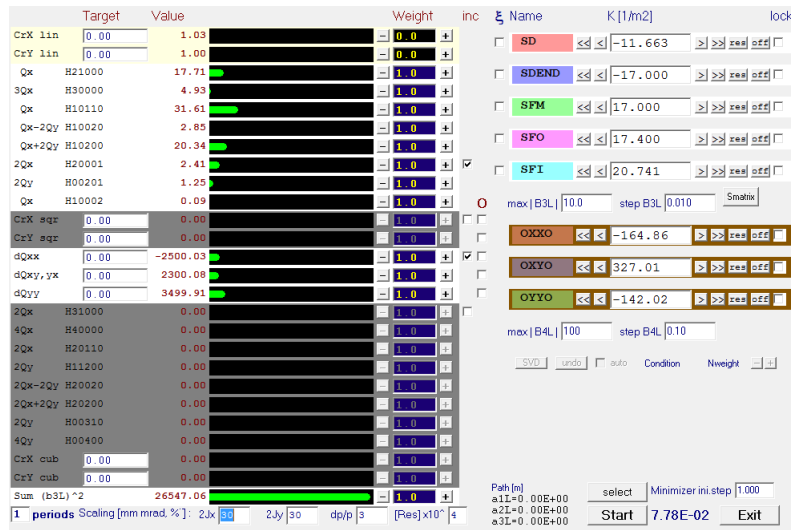 Target Value Weight inc ξ Name K [1/m2] lock
CrX lin 0.00 1.03 - 0.0 +
CrY lin 0.00 1.00 - 0.0 +
Qx H21000 17.71 - 1.0 +
3Qx H30000 4.93 - 1.0 +
Qx H10110 31.61 - 1.0 +
Qx-2Qy H10020 2.85 - 1.0 +
Qx+2Qy H10200 20.34 - 1.0 +
2Qx H20001 2.41 - 1.0 +
2Qy H00201 1.25 - 1.0 +
Qx H10002 0.09 - 1.0 + O
CrX sqr 0.00 0.00 - 1.0 +
CrY sqr 0.00 0.00 - 1.0 +
dQxx 0.00 -2500.03 - 1.0 +
dQxy,yx 0.00 2300.08 - 1.0 +
dQyy 0.00 3499.91 - 1.0 +
2Qx H31000 0.00 - 1.0 +
4Qx H40000 0.00 - 1.0 +
2Qx H20110 0.00 - 1.0 +
2Qy H11200 0.00 - 1.0 +
2Qx-2Qy H20020 0.00 - 1.0 +
2Qx+2Qy H20200 0.00 - 1.0 +
2Qy H00310 0.00 - 1.0 +
4Qy H00400 0.00 - 1.0 +
CrX cub 0.00 0.00 - 1.0 +
CrY cub 0.00 0.00 - 1.0 +
Sum (b3L)^2 26547.06 - 1.0 +
1 periods Scaling [mm mrad, %]: 2Jx 30 2Jy 30 dp/p 3 [Res] x10^ 4
SD << < -11.663 > >> res off
SDEND << < -17.000 > >> res off
SFM << < 17.000 > >> res off
SFO << < 17.400 > >> res off
SFI << < 20.741 > >> res off
max | B3L | 10.0 step B3L 0.010 Smatrix
OXXO << < -164.86 > >> res off
OXYO << < 327.01 > >> res off
OYYO << < -142.02 > >> res off
max | B4L | 100 step B4L 0.10
SVD undo auto Condition Nweight - +
Path [m]
a1L=0.00E+00
a2L=0.00E+00
a3L=0.00E+00
select Minimizer ini.step 1.000
Start 7.78E-02 Exit